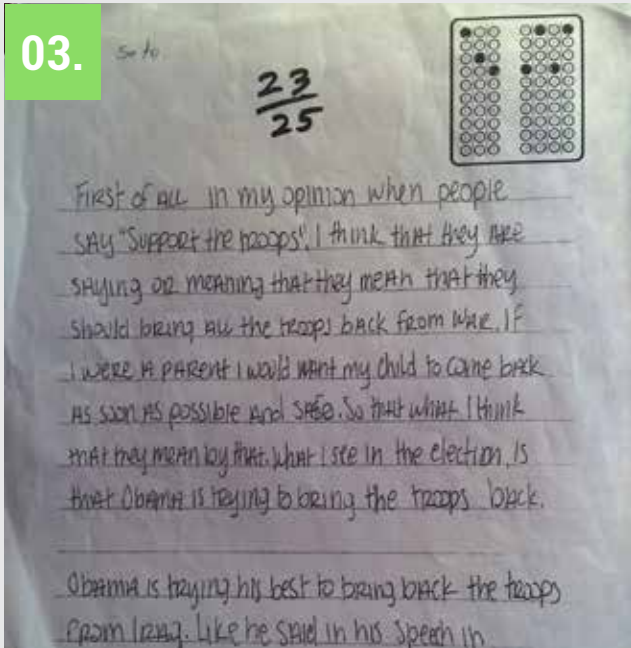 03.
so to
23
25
First of all in my opinion when people
say "Support the troops", I think that they are
saying or meaning that they mean that they
should bring all the troops back from war. If
I were a parent I would want my child to come back
as soon as possible and safe. So that what I think
that they mean by that. What I see in the election, is
that Obama is trying to bring the troops back.
Obama is trying his best to bring back the troops
from Iraq. Like he said in his speech in